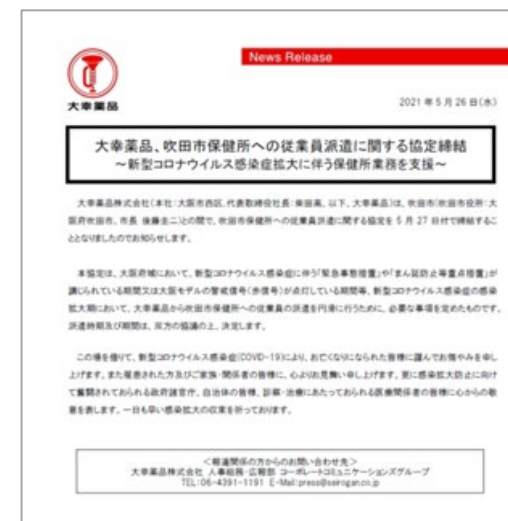 News Release
大幸薬品
2021 年 5 月 26 日(水)
大幸薬品、吹田市保健所への従業員派遣に関する協定締結
~新型コロナウイルス感染症拡大に伴う保健所業務を支援~
大幸薬品株式会社(本社:大阪市西区、代表取締役社長:柴田高、以下、大幸薬品)は、吹田市(吹田市役所:大
阪府吹田市、市長 後藤圭二)との間で、吹田市保健所への従業員派遣に関する協定を 5 月 27 日付で締結するこ
ととなりましたのでお知らせします。
本協定は、大阪府域において、新型コロナウイルス感染症に伴う「緊急事態措置」や「まん延防止等重点措置」が
講じられている期間又は大阪モデルの警戒信号(赤信号)が点灯している期間等、新型コロナウイルス感染症の感染
拡大期において、大幸薬品から吹田市保健所への従業員の派遣を円滑に行うために、必要な事項を定めたものです。
派遣時期及び期間は、双方の協議の上、決定します。
この場を借りて、新型コロナウイルス感染症(COVID-19)により、お亡くなりになられた皆様に謹んでお悔やみを申し
上げます。また罹患された方及びご家族・関係者の皆様に、心よりお見舞い申し上げます。更に感染拡大防止に向け
て奮闘されておられる政府諸官庁、自治体の皆様、診察・治療にあたっておられる医療関係者の皆様に心からの敬
意を表します。一日も早い感染拡大の収束を祈っております。
<報道関係の方からのお問い合わせ先>
大幸薬品株式会社 人事総務・広報部 コーポレートコミュニケーションズグループ
TEL:06-4391-1191 E-Mail:press@seirogan.co.jp